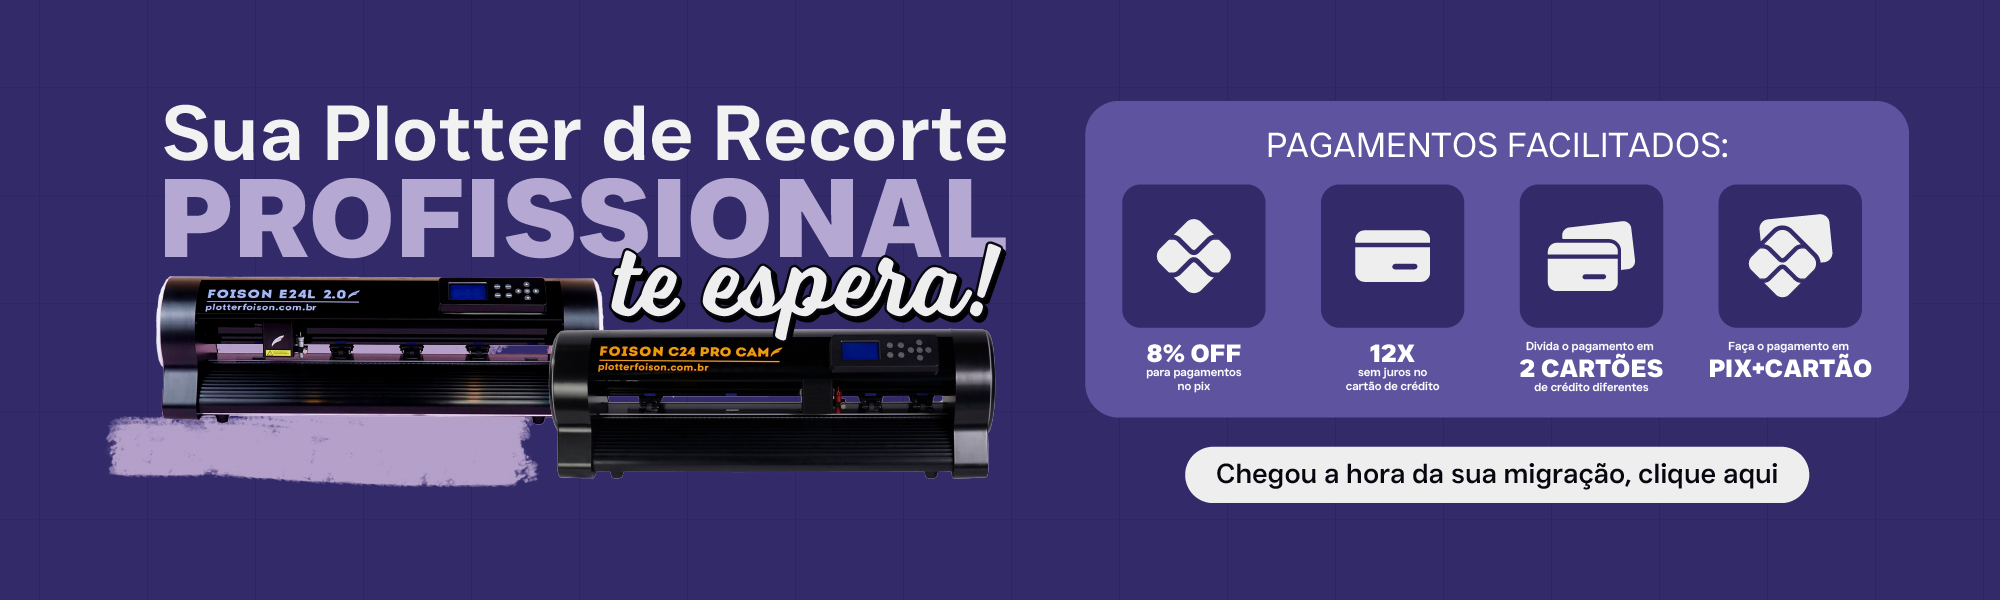 Sua Plotter de Recorte
PROFISSIONAL
te espera!
FOISON E24L 2.0
plotterfoison.com.br
FOISON C24 PRO CAM
plotterfoison.com.br
PAGAMENTOS FACILITADOS:
8% OFF
para pagamentos
no pix
12X
sem juros no
cartão de crédito
Divida o pagamento em
2 CARTÕES
de crédito diferentes
Faça o pagamento em
PIX+CARTÃO
Chegou a hora da sua migração, clique aqui